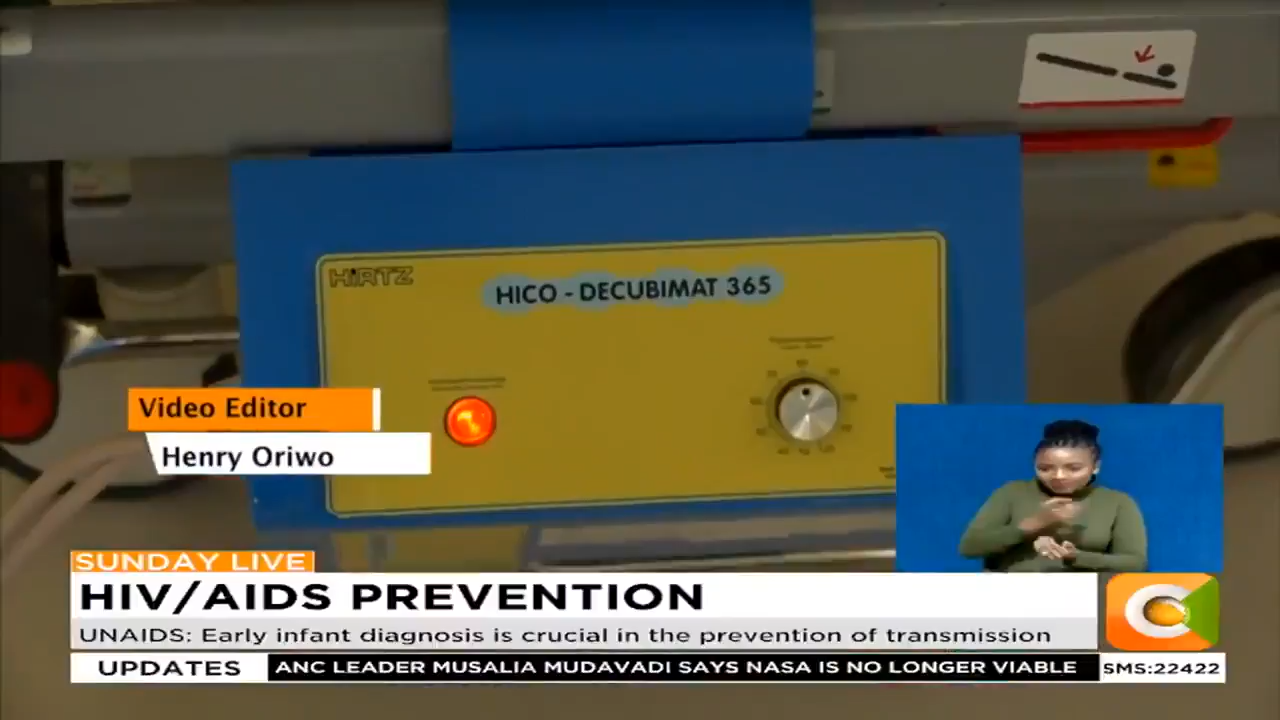 HIRTZ
HICO - DECUBIMAT 365
Video Editor
Henry Oriwo
SUNDAY LIVE
HIV/AIDS PREVENTION
UNAIDS: Early infant diagnosis is crucial in the prevention of transmission
UPDATES
ANC LEADER MUSALIA MUDAVADI SAYS NASA IS NO LONGER VIABLE
SMS:22422